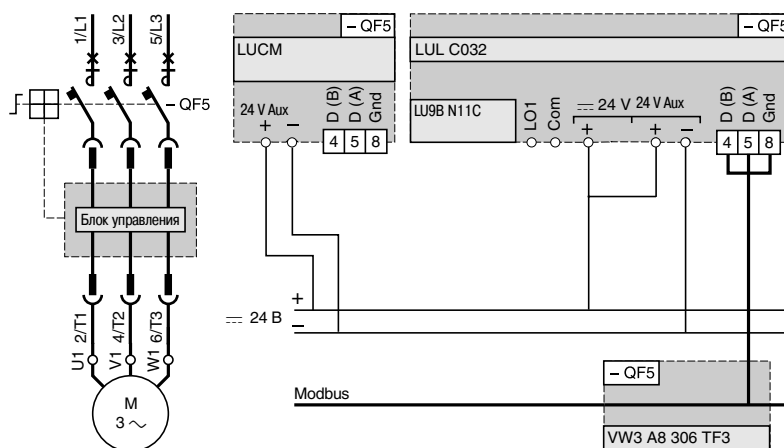 1/L1
3/L2
5/L3
– QF5
Блок управления
2/T1
4/T2
6/T3
U1
V1
W1
M
3
– QF5
LUCM
24 V Aux
+
–
D (B)
D (A)
Gnd
4 5 8
– QF5
LUL C032
LU9B N11C
LO1
Com
24 V
24 V Aux
+
+
–
D (B)
D (A)
Gnd
4 5 8
+
24 В
–
Modbus
– QF5
VW3 A8 306 TF3